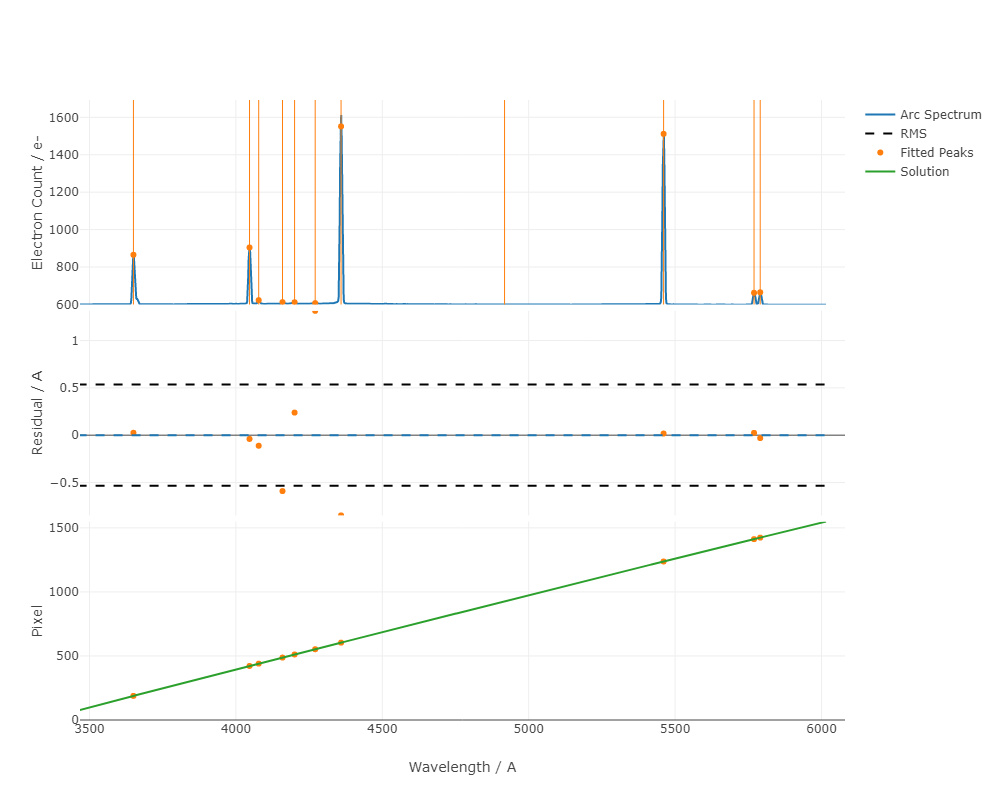 Electron Count / e-
1600
1400
1200
1000
800
600
Arc Spectrum
RMS
Fitted Peaks
Solution
Residual / A
1
0.5
0
−0.5
Pixel
1500
1000
500
0
3500 4000 4500 5000 5500 6000
Wavelength / A